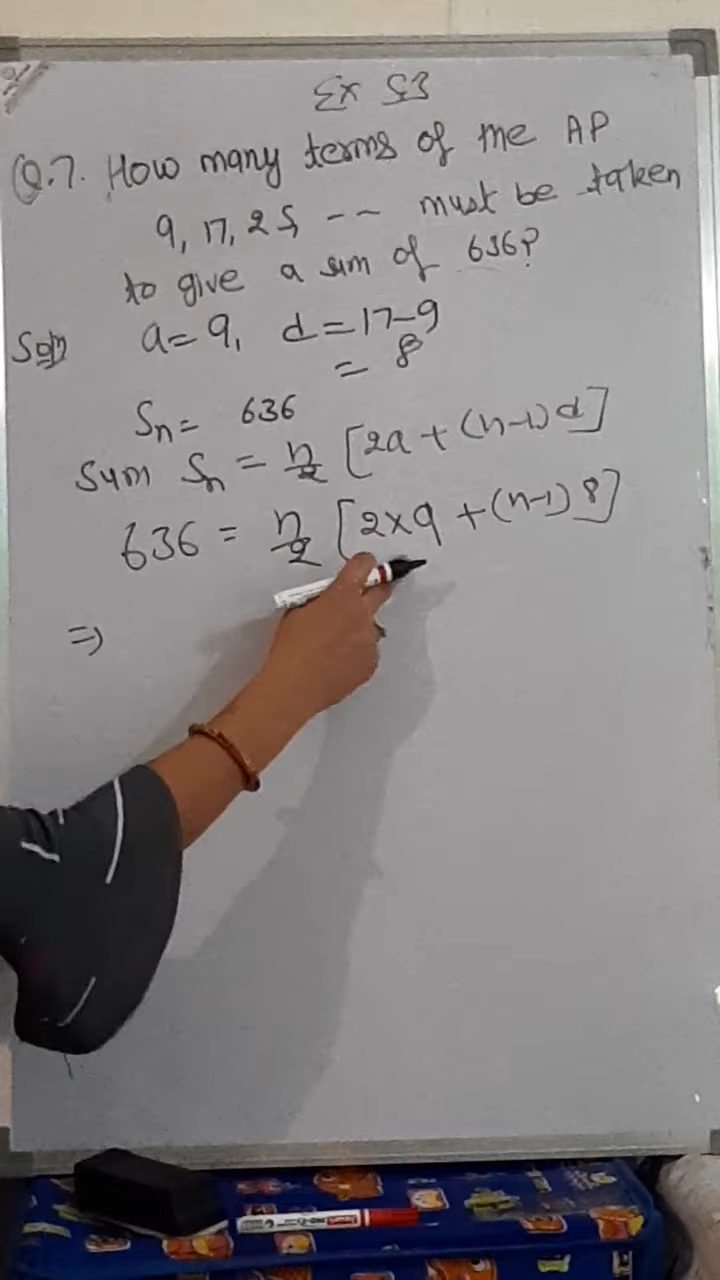 Ex 5.3
Q.7. How many terms of the AP
9, 17, 25 -- must be taken
to give a sum of 636?
Soln a = 9, d = 17-9
= 8
Sn = 636
Sum Sn = n/2 [2a + (n-1) d]
636 = n/2 [2×9 + (n-1) 8]
⇒